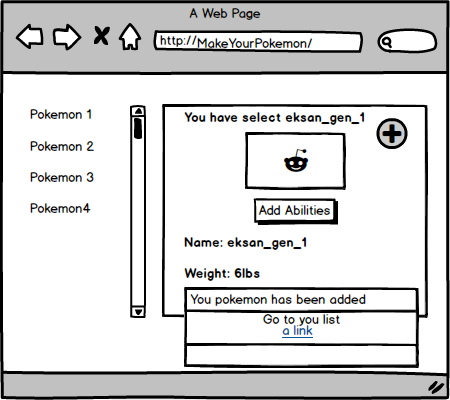 A Web Page
http://MakeYourPokemon/
Pokemon 1
Pokemon 2
Pokemon 3
Pokemon4
You have select eksan_gen_1
Add Abilities
Name: eksan_gen_1
Weight: 6lbs
You pokemon has been added
Go to you list
a link